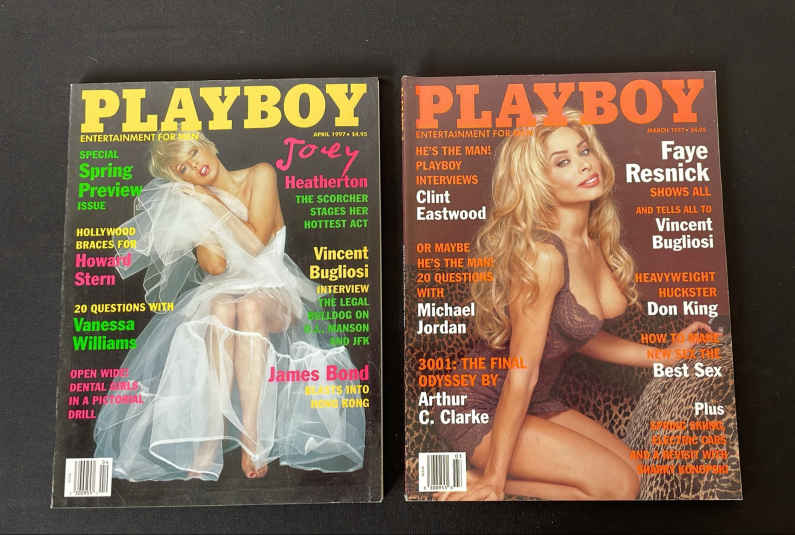 PLAYBOY
ENTERTAINMENT FOR MEN
APRIL 1997 • $4.95
SPECIAL
Spring
Preview
ISSUE
HOLLYWOOD
BRACES FOR
Howard
Stern
20 QUESTIONS WITH
Vanessa
Williams
OPEN WIDE!
DENTAL GIRLS
IN A PICTORIAL
DRILL
Joey
Heatherton
THE SCORCHER
STAGES HER
HOTTEST ACT
Vincent
Bugliosi
INTERVIEW
THE LEGAL
BULLDOG ON
O.J., MANSON
AND JFK
James Bond
BLASTS INTO
HONG KONG
04
PLAYBOY
ENTERTAINMENT FOR MEN
MARCH 1997 • $4.95
HE'S THE MAN!
PLAYBOY
INTERVIEWS
Clint
Eastwood
OR MAYBE
HE'S THE MAN!
20 QUESTIONS
WITH
Michael
Jordan
3001: THE FINAL
ODYSSEY BY
Arthur
C. Clarke
Faye
Resnick
SHOWS ALL
AND TELLS ALL TO
Vincent
Bugliosi
HEAVYWEIGHT
HUCKSTER
Don King
HOW TO MAKE
NEW SEX THE
Best Sex
Plus
ELECTRIC CARS
AND A REVISIT WITH
03